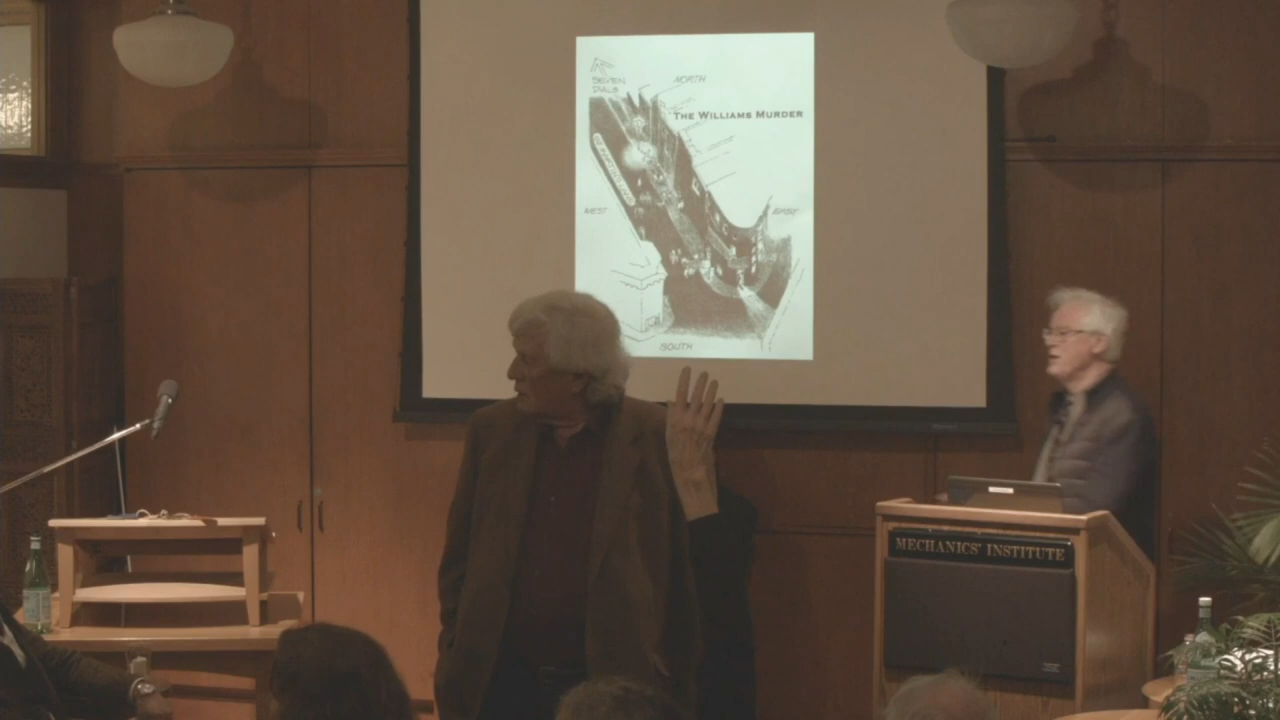 SEVEN
DIALS
NORTH
THE WILLIAMS MURDER
WEST
EAST
SOUTH
MECHANICS' INSTITUTE